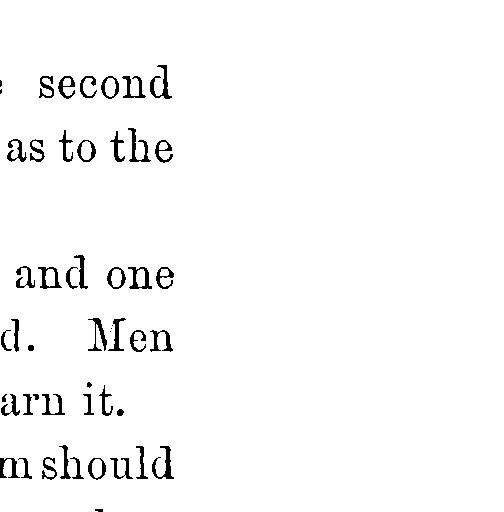 second
as to the
and one
d. Men
arn it.
m should